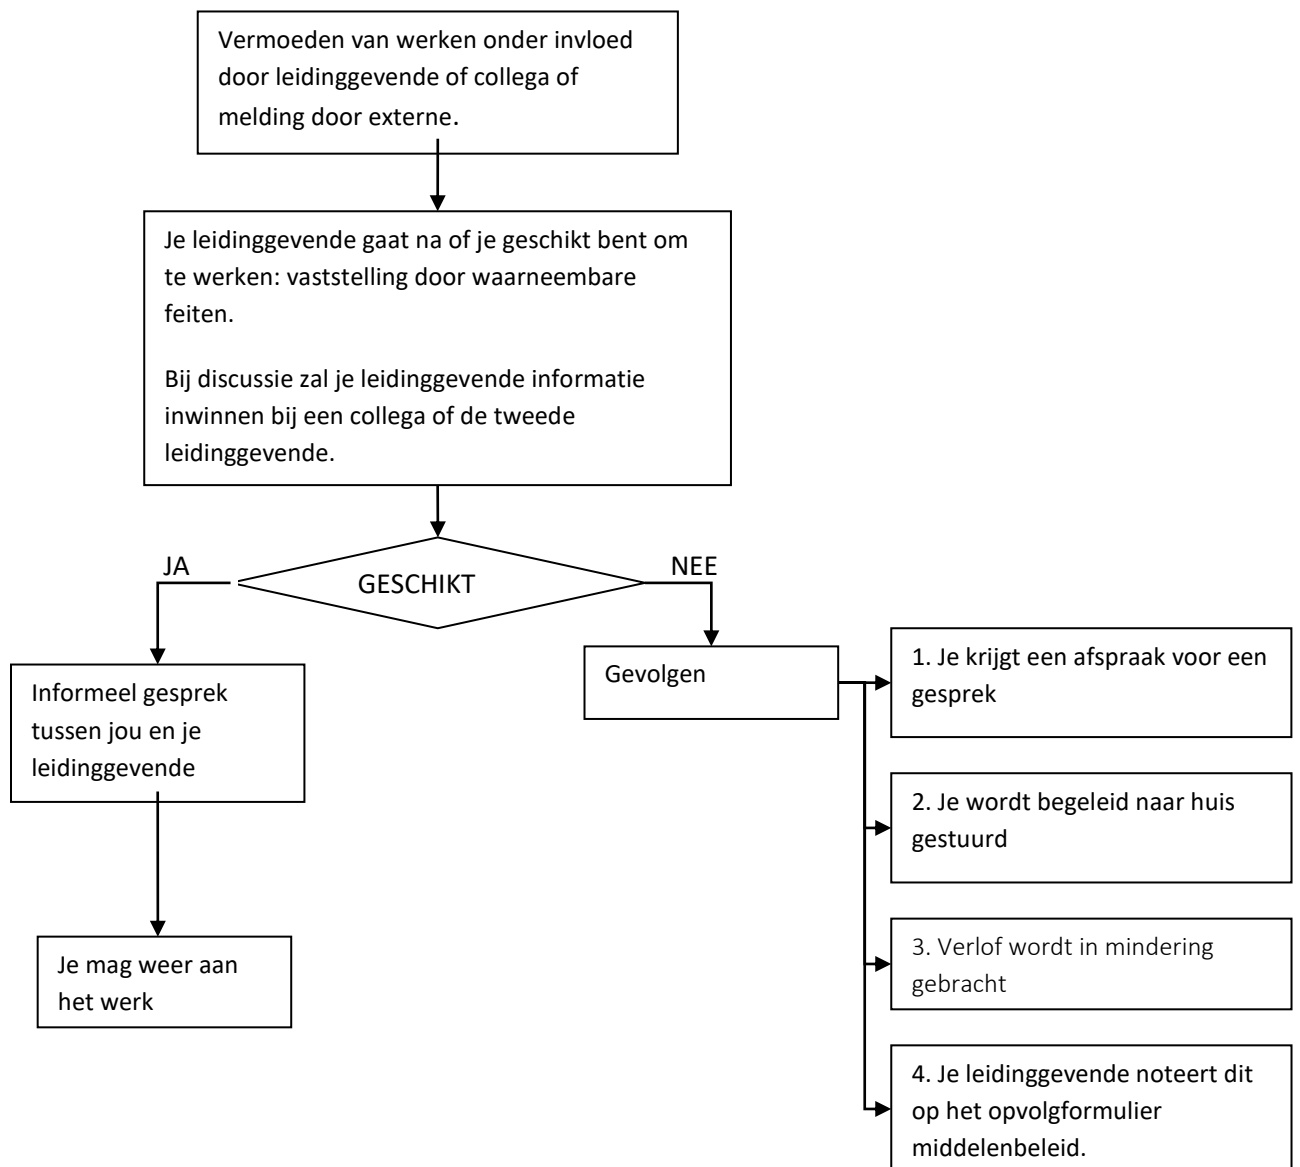 Vermoeden van werken onder invloed
door leidinggevende of collega of
melding door externe.
Je leidinggevende gaat na of je geschikt bent om
te werken: vaststelling door waarneembare
feiten.
Bij discussie zal je leidinggevende informatie
inwinnen bij een collega of de tweede
leidinggevende.
JA
GESCHIKT
NEE
Informeel gesprek
tussen jou en je
leidinggevende
Je mag weer aan
het werk
Gevolgen
1. Je krijgt een afspraak voor een
gesprek
2. Je wordt begeleid naar huis
gestuurd
3. Verlof wordt in mindering
gebracht
4. Je leidinggevende noteert dit
op het opvolgformulier
middelenbeleid.